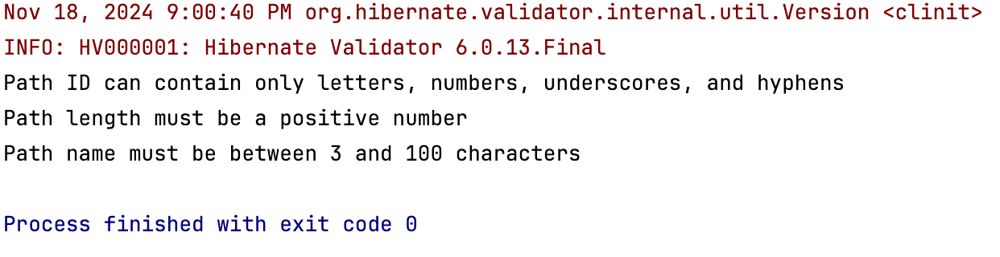 Nov 18, 2024 9:00:40 PM org.hibernate.validator.internal.util.Version <clinit>
INFO: HV000001: Hibernate Validator 6.0.13.Final
Path ID can contain only letters, numbers, underscores, and hyphens
Path length must be a positive number
Path name must be between 3 and 100 characters
Process finished with exit code 0